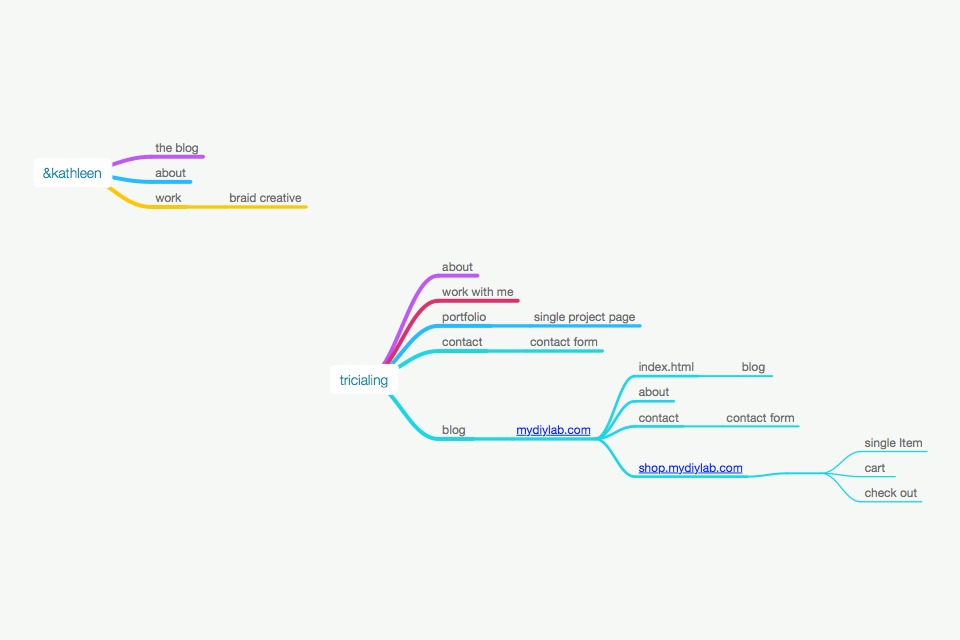 &kathleen
the blog
about
work
braid creative
tricialing
about
work with me
portfolio
single project page
contact
contact form
blog
mydiylab.com
index.html
blog
about
contact
contact form
shop.mydiylab.com
single Item
cart
check out